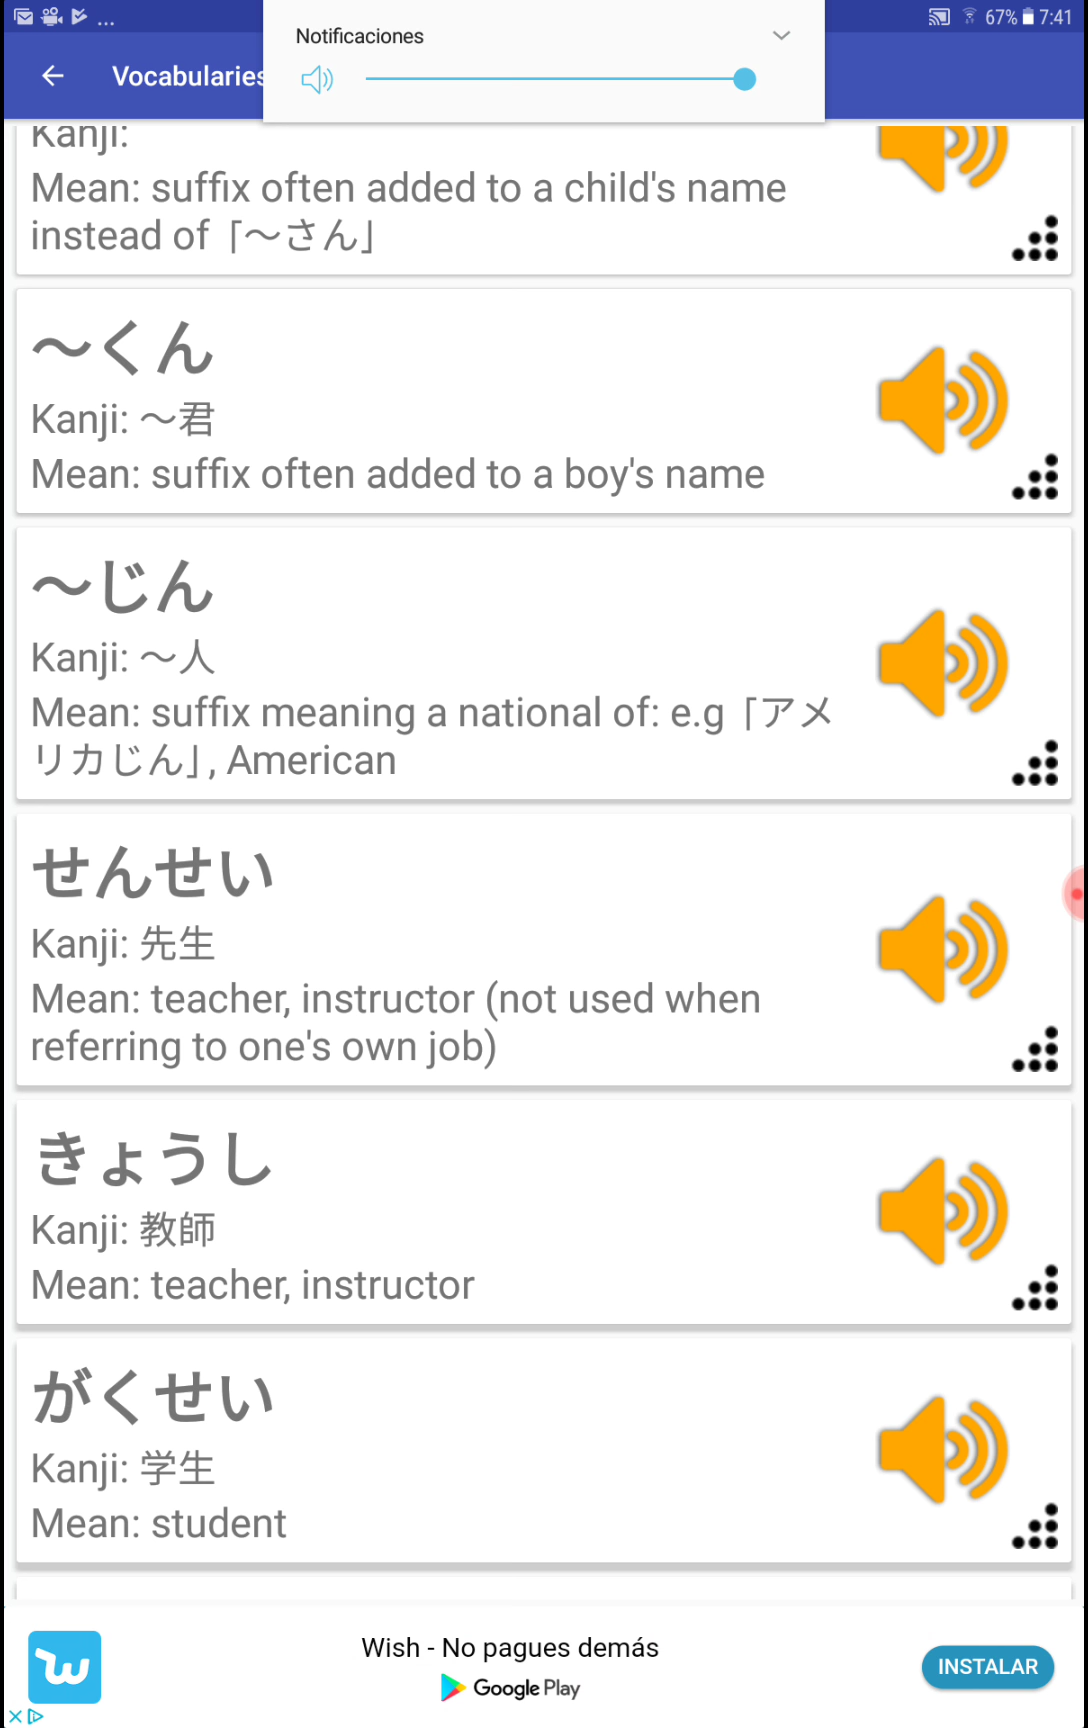 ...
67% 7:41
Notificaciones
Vocabularies
Kanji:
Mean: suffix often added to a child's name
instead of「〜さん」
〜くん
Kanji: 〜君
Mean: suffix often added to a boy's name
〜じん
Kanji: 〜人
Mean: suffix meaning a national of: e.g「アメ
リカじん」, American
せんせい
Kanji: 先生
Mean: teacher, instructor (not used when
referring to one's own job)
きょうし
Kanji: 教師
Mean: teacher, instructor
がくせい
Kanji: 学生
Mean: student
Wish - No pagues demás
Google Play
INSTALAR